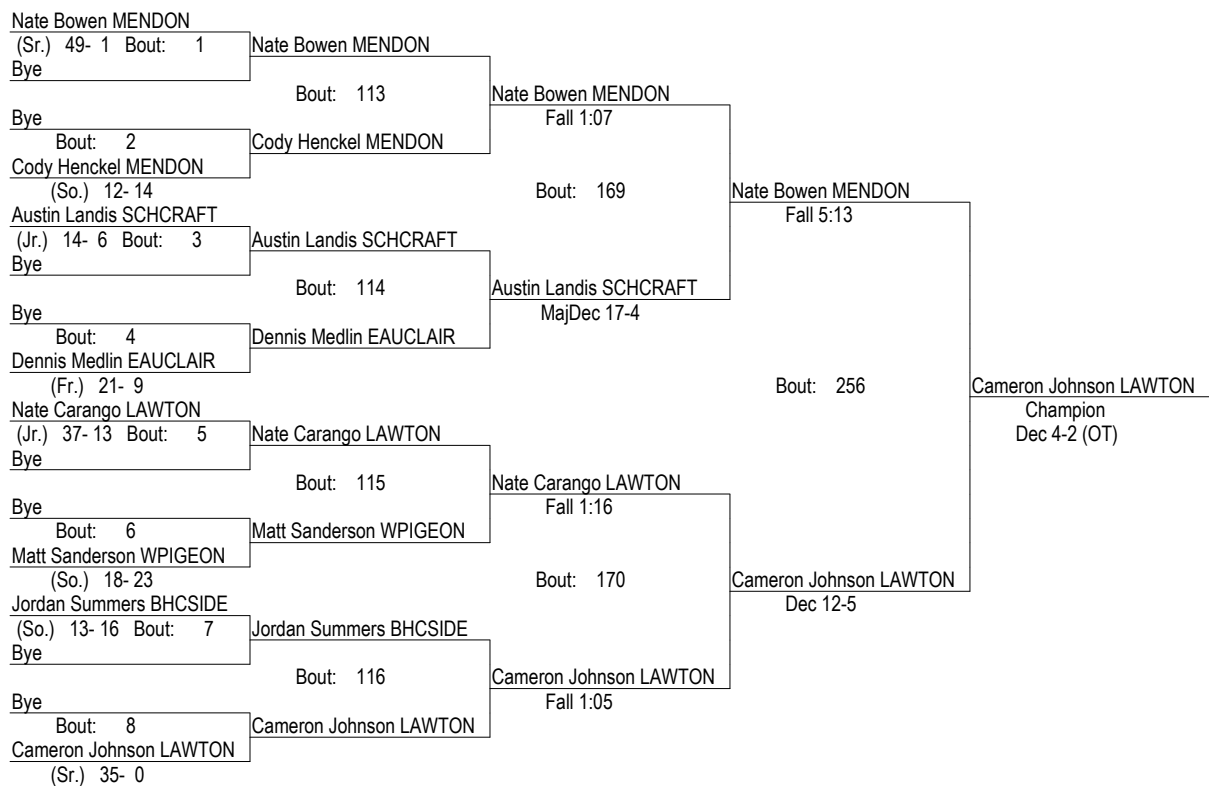 Nate Bowen MENDON
(Sr.) 49- 1 Bout: 1
Bye
Nate Bowen MENDON
Bout: 113
Nate Bowen MENDON
Fall 1:07
Bye
Bout: 2
Cody Henckel MENDON
Cody Henckel MENDON
(So.) 12- 14
Bout: 169
Nate Bowen MENDON
Fall 5:13
Austin Landis SCHCRAFT
(Jr.) 14- 6 Bout: 3
Austin Landis SCHCRAFT
Bye
Bout: 114
Austin Landis SCHCRAFT
MajDec 17-4
Bye
Bout: 4
Dennis Medlin EAUCLAIR
Dennis Medlin EAUCLAIR
(Fr.) 21- 9
Bout: 256
Cameron Johnson LAWTON
Champion
Dec 4-2 (OT)
Nate Carango LAWTON
(Jr.) 37- 13 Bout: 5
Nate Carango LAWTON
Bye
Bout: 115
Nate Carango LAWTON
Fall 1:16
Bye
Bout: 6
Matt Sanderson WPIGEON
Matt Sanderson WPIGEON
(So.) 18- 23
Bout: 170
Cameron Johnson LAWTON
Dec 12-5
Jordan Summers BHCSIDE
(So.) 13- 16 Bout: 7
Jordan Summers BHCSIDE
Bye
Bout: 116
Cameron Johnson LAWTON
Fall 1:05
Bye
Bout: 8
Cameron Johnson LAWTON
Cameron Johnson LAWTON
(Sr.) 35- 0